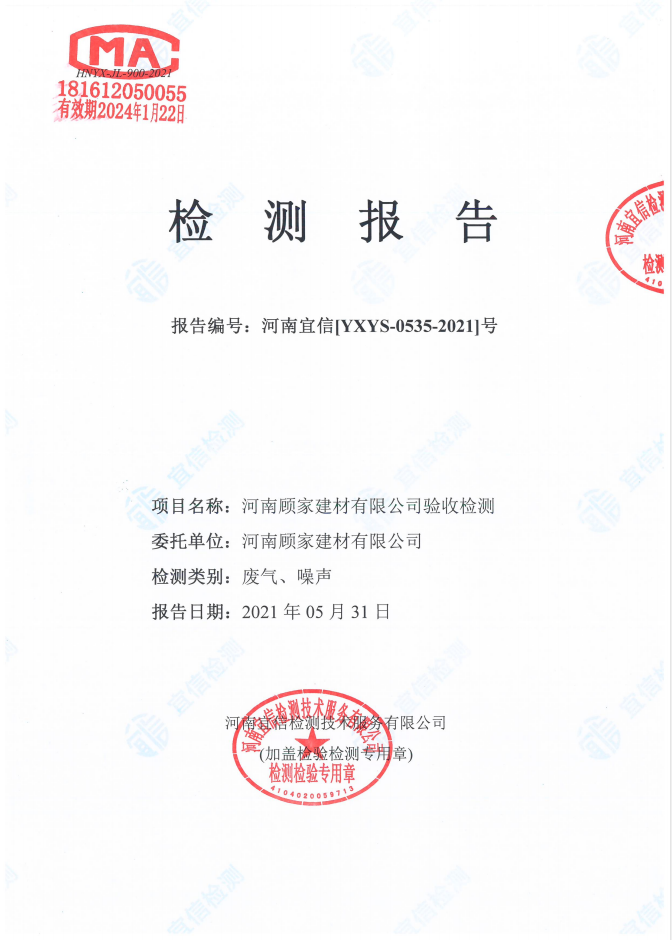 CMA
HNYX-JL-900-2021
181612050055
有效期2024年1月22日
检测报告
河南宜信检测
检测
410
报告编号：河南宜信[YXYS-0535-2021]号
项目名称：河南顾家建材有限公司验收检测
委托单位：河南顾家建材有限公司
检测类别：废气、噪声
报告日期：2021 年 05 月 31 日
河南宜信检测技术服务有限公司
(加盖检验检测专用章)
河南宜信检测技术服务有限公司
检测检验专用章
4104020059713
宜信检测